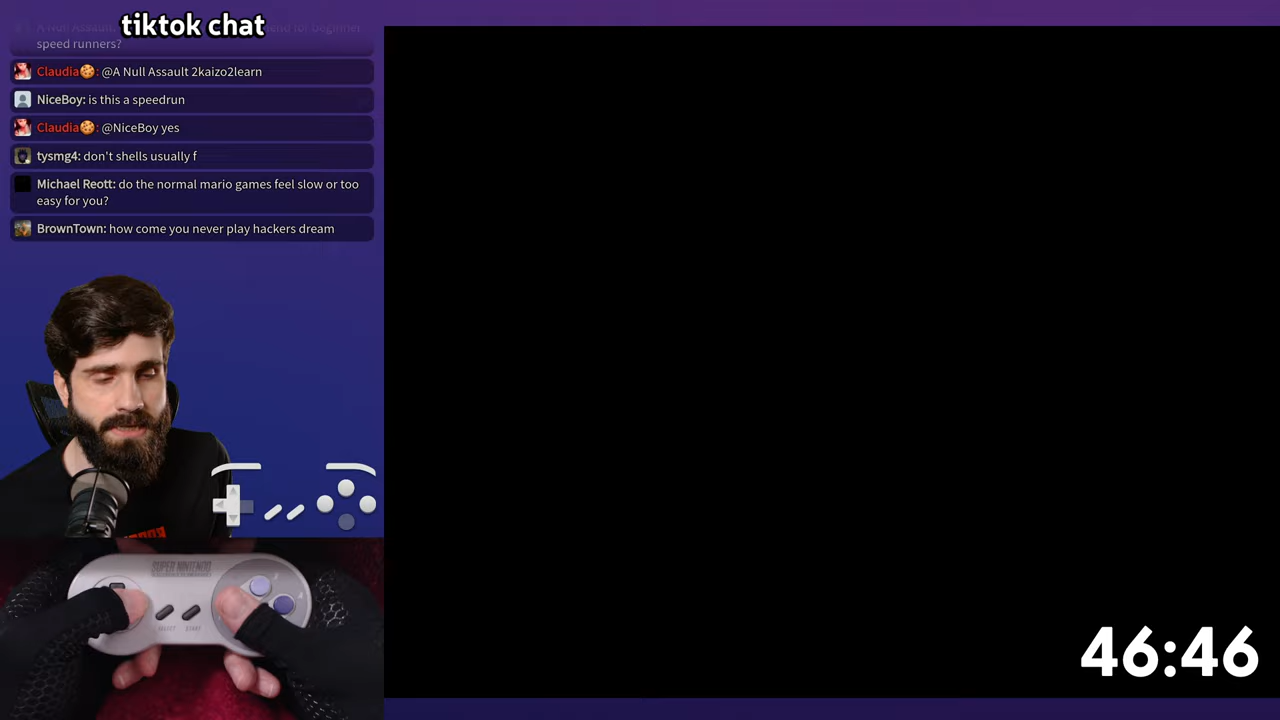 tiktok chat
speed runners?
Claudia🍪: @A Null Assault 2kaizo2learn
NiceBoy: is this a speedrun
Claudia🍪: @NiceBoy yes
tysmg4: don't shells usually f
Michael Reott: do the normal mario games feel slow or too
easy for you?
BrownTown: how come you never play hackers dream
SUPER NINTENDO
SELECT START
46:46